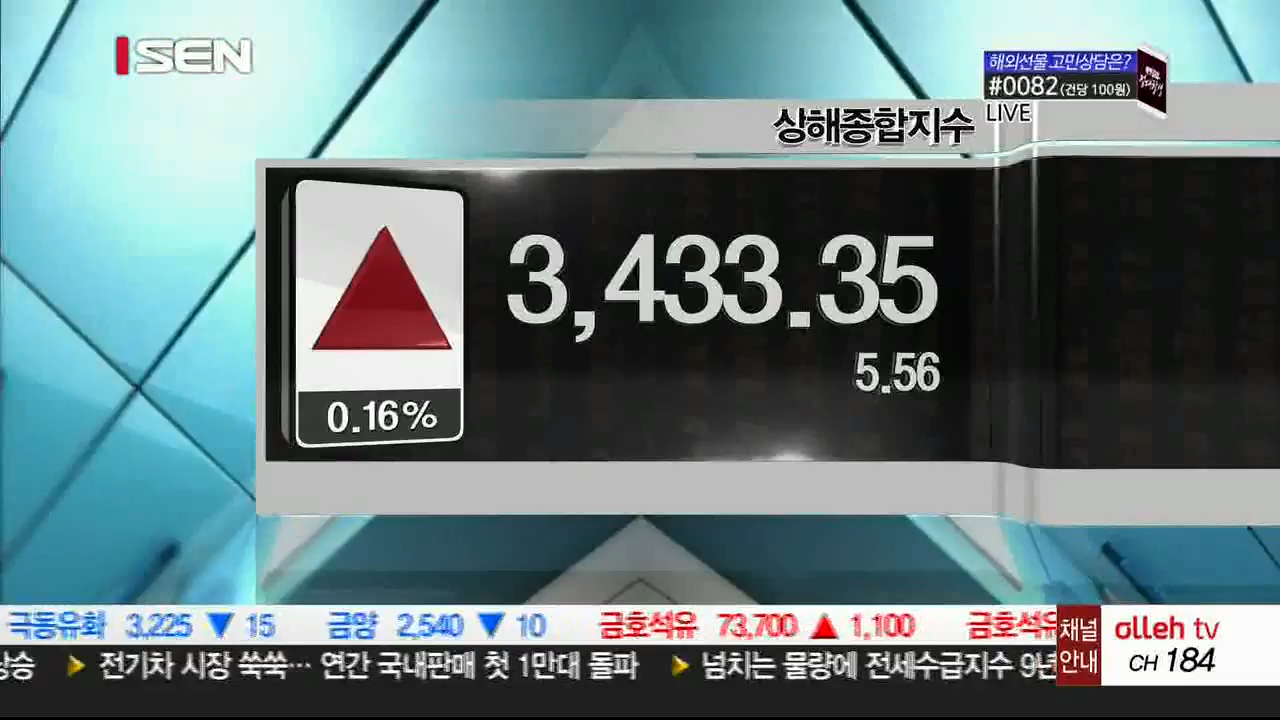 SEN
해외선물 고민상담은?
#0082 (건당 100원)
LIVE
상해종합지수
3,433.35
5.56
0.16%
극동유화 3,225 ▼ 15 금양 2,540 ▼ 10 금호석유 73,700 ▲ 1,100 금호석유
상승 ▶ 전기차 시장 쑥쑥… 연간 국내판매 첫 1만대 돌파 ▶ 넘치는 물량에 전세수급지수 9년
채널
안내
olleh tv
CH 184